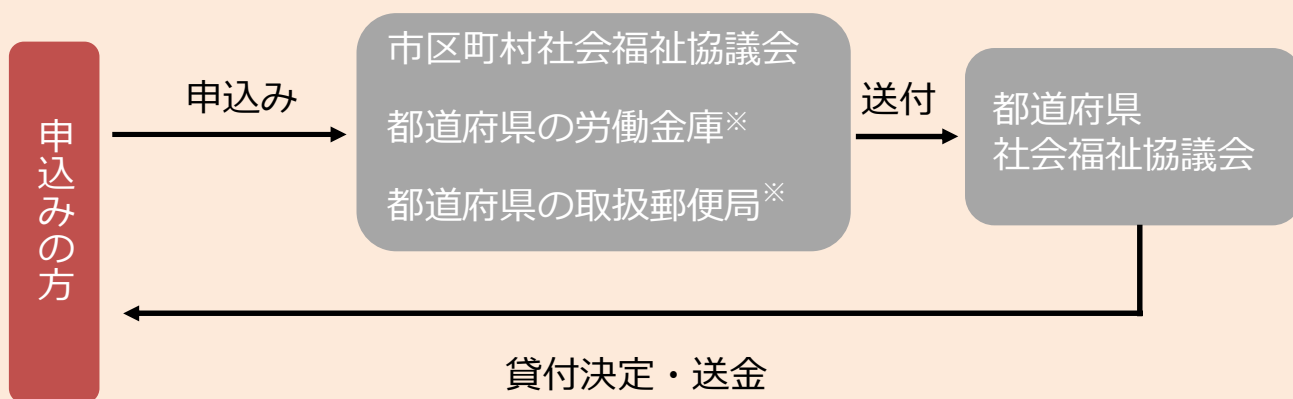 申込みの方
申込み
市区町村社会福祉協議会
都道府県の労働金庫※
都道府県の取扱郵便局※
送付
都道府県
社会福祉協議会
貸付決定・送金